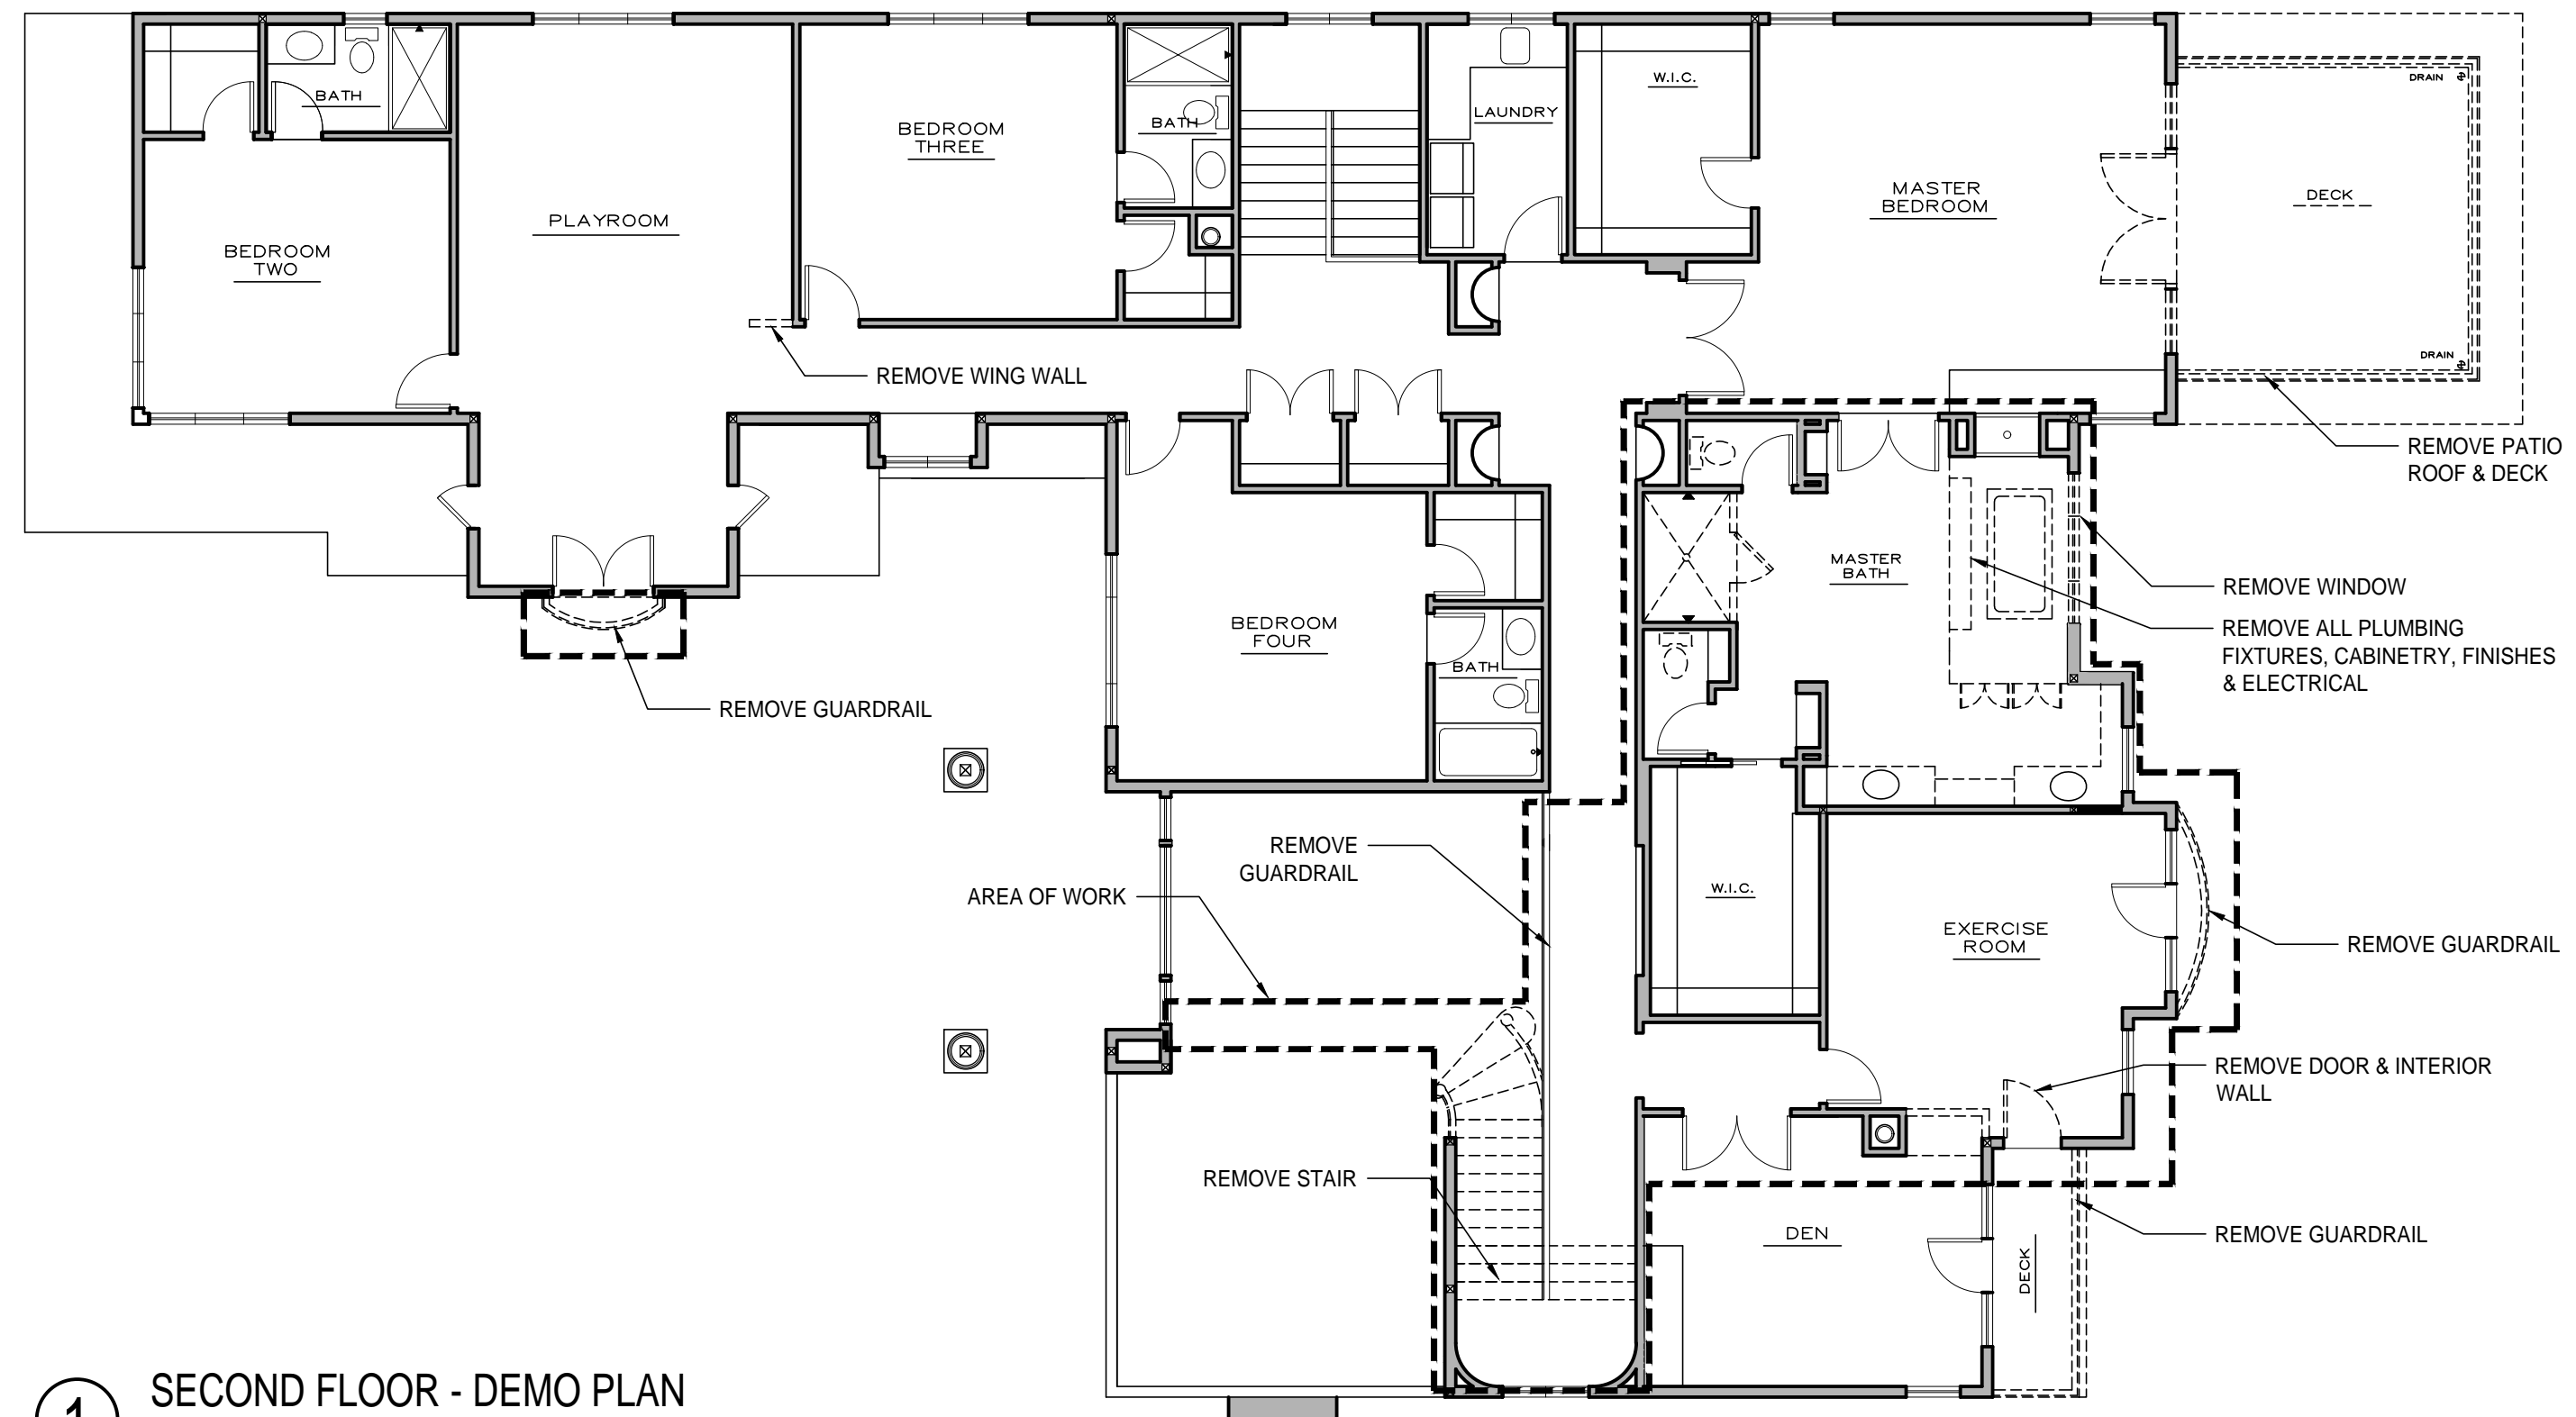 DRAIN
W.I.C.
BATH
LAUNDRY
BATH
BEDROOM
THREE
MASTER
BEDROOM
DECK
PLAYROOM
BEDROOM
TWO
DRAIN
REMOVE WING WALL
REMOVE PATIO
ROOF & DECK
MASTER
BATH
REMOVE WINDOW
BEDROOM
FOUR
REMOVE ALL PLUMBING
FIXTURES, CABINETRY, FINISHES
& ELECTRICAL
BATH
REMOVE GUARDRAIL
REMOVE
GUARDRAIL
AREA OF WORK
W.I.C.
EXERCISE
ROOM
REMOVE GUARDRAIL
REMOVE DOOR & INTERIOR
WALL
REMOVE STAIR
DEN
DECK
REMOVE GUARDRAIL
1
SECOND FLOOR - DEMO PLAN